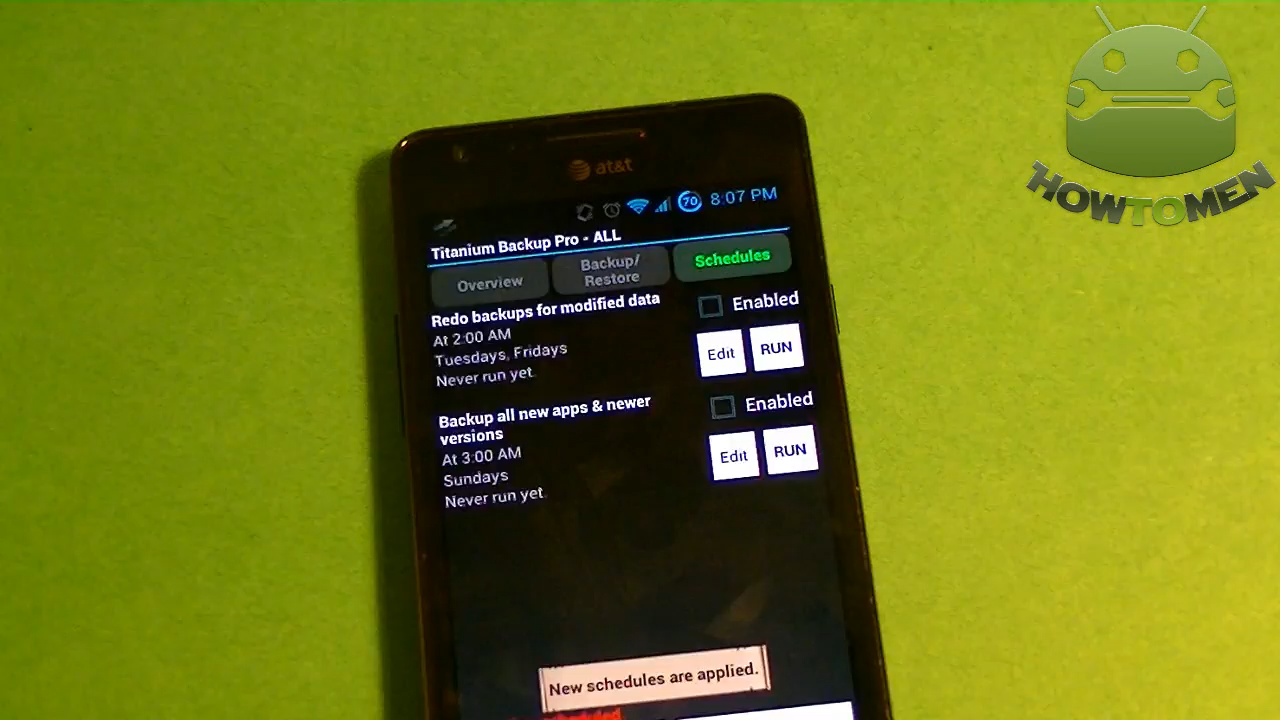 HOWTOMEN
at&t
70 8:07 PM
Titanium Backup Pro - ALL
Overview
Backup/
Restore
Schedules
Redo backups for modified data
At 2:00 AM
Tuesdays, Fridays
Never run yet.
Enabled
Edit
RUN
Backup all new apps & newer
versions
At 3:00 AM
Sundays
Never run yet.
Enabled
Edit
RUN
New schedules are applied.